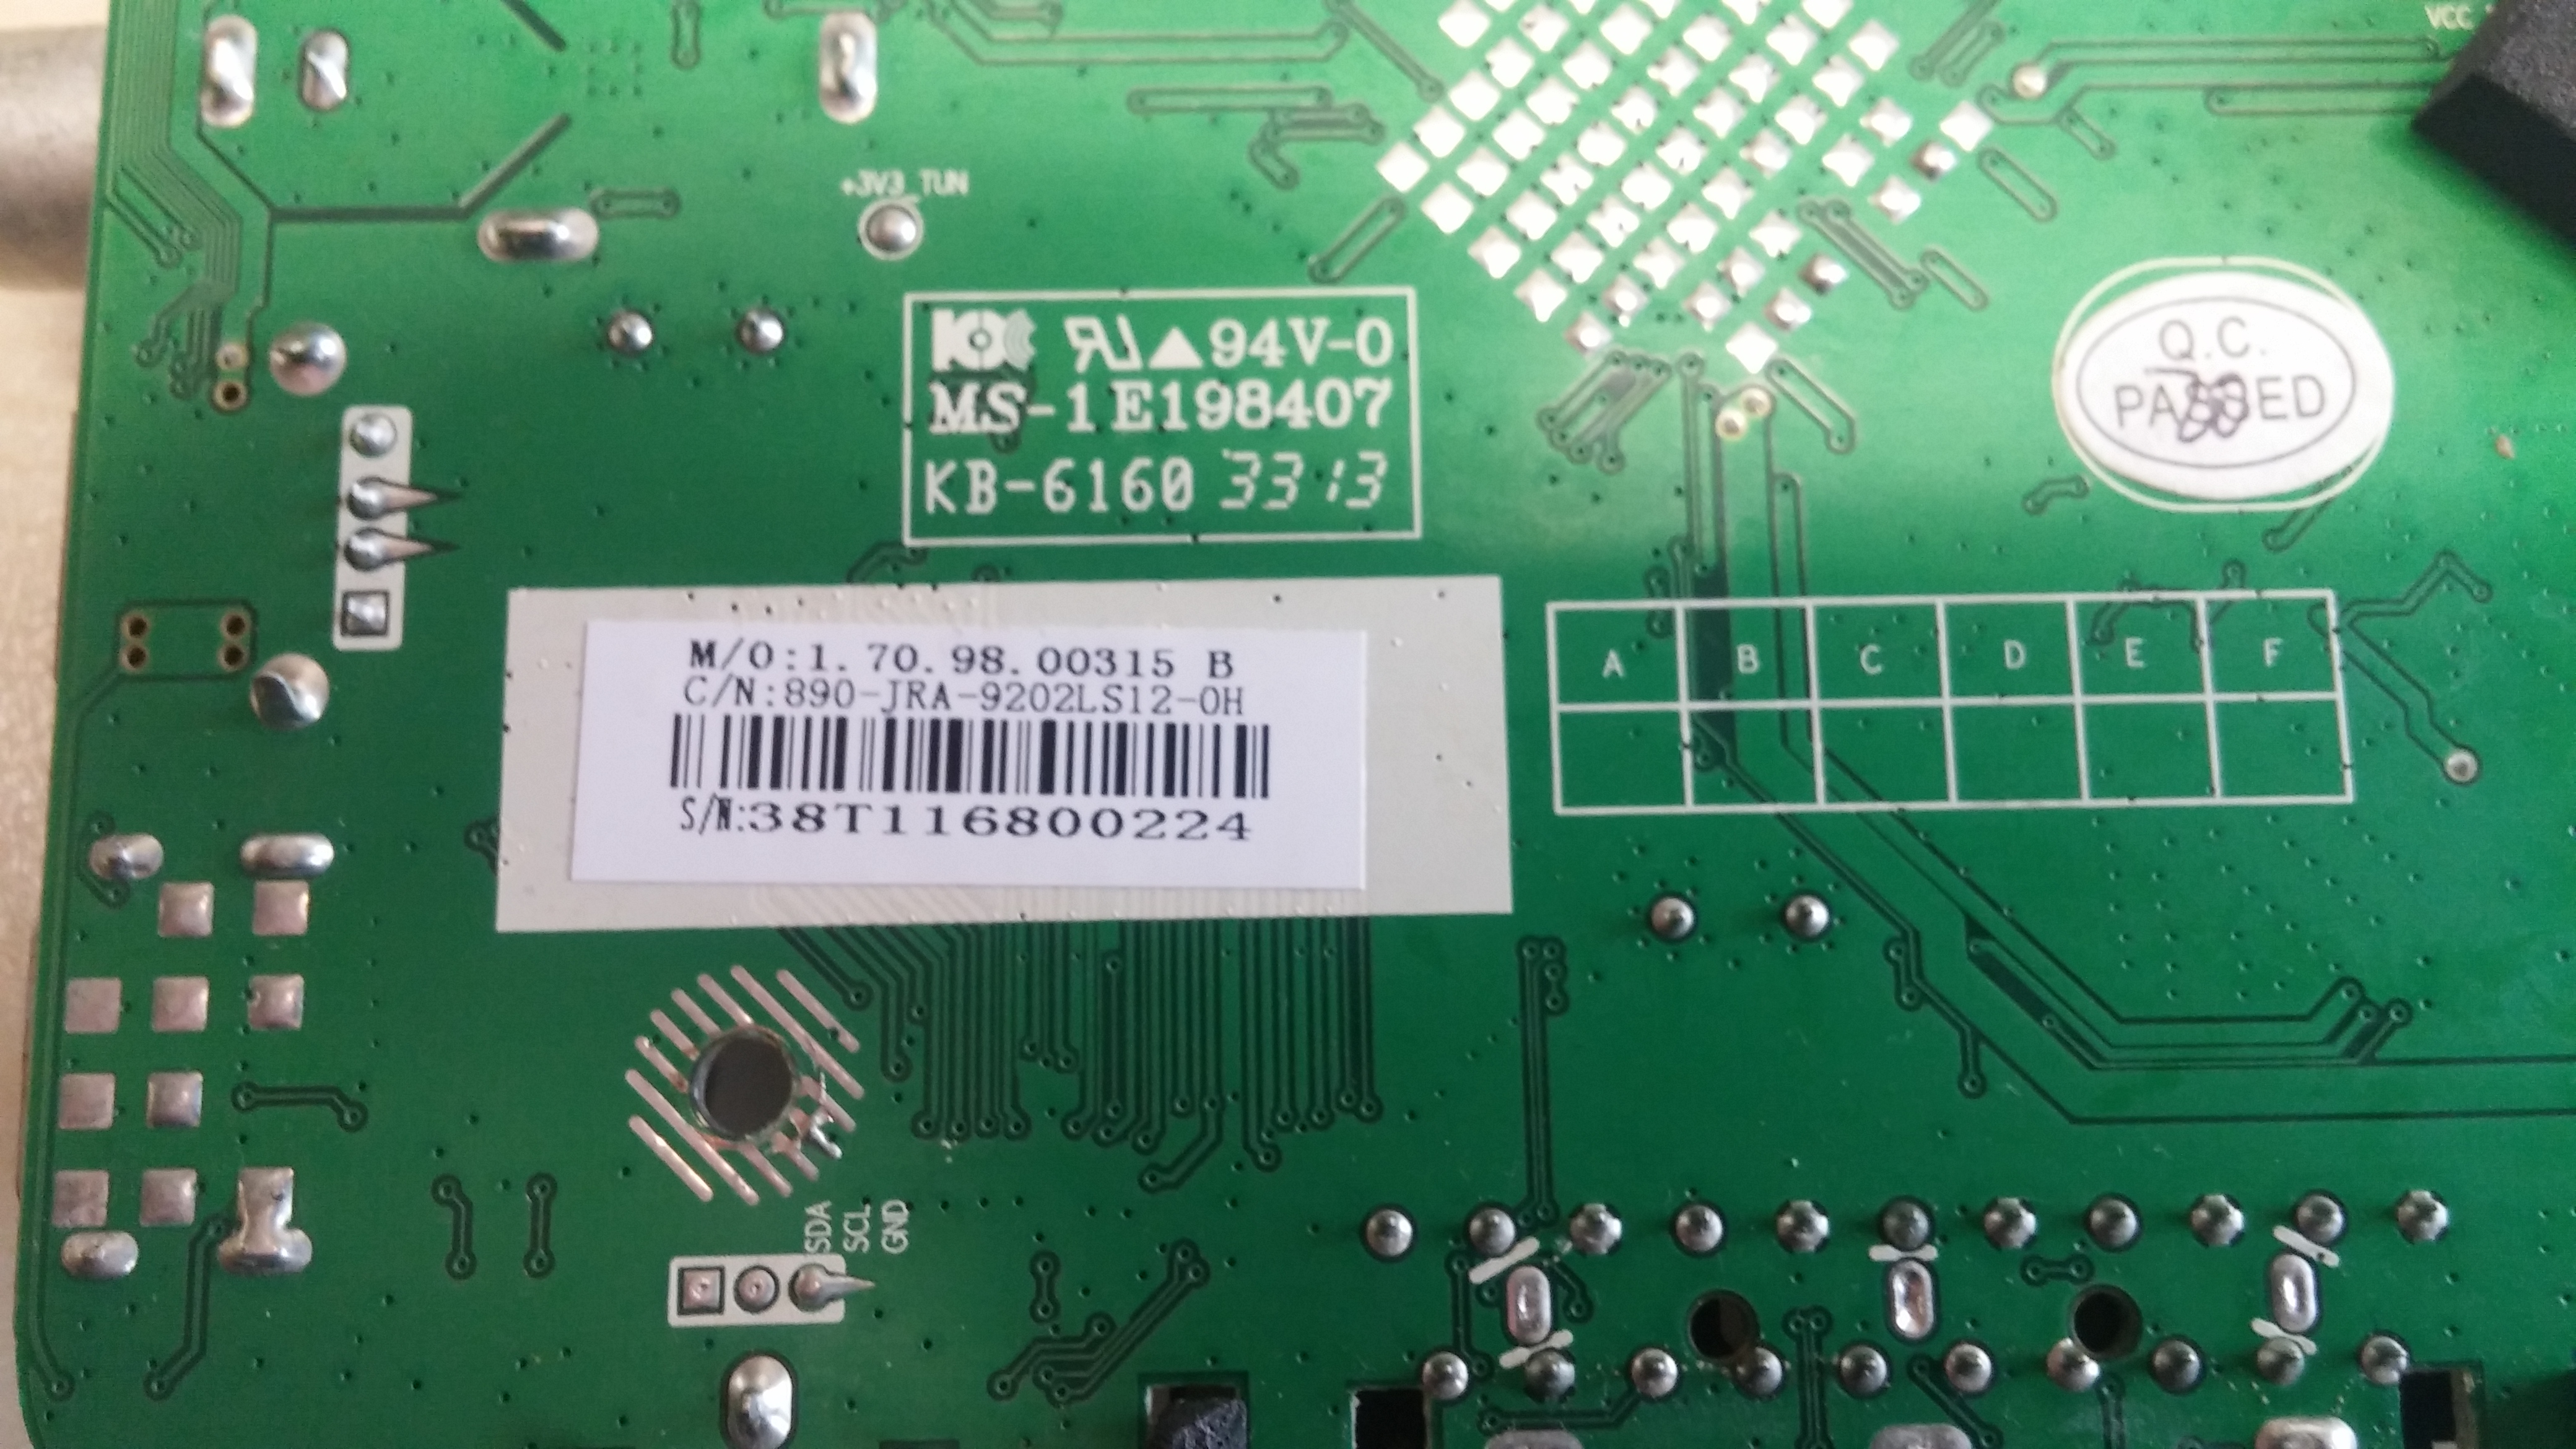 VCC
+3V3_TUN
94V-0
MS-1E198407
KB-6160 3313
Q.C.
PASSED
M/O:1.70.98.00315 B
C/N:890-JRA-9202LS12-0H
S/N:38T116800224
A B C D E F
SDA
SCL
GND